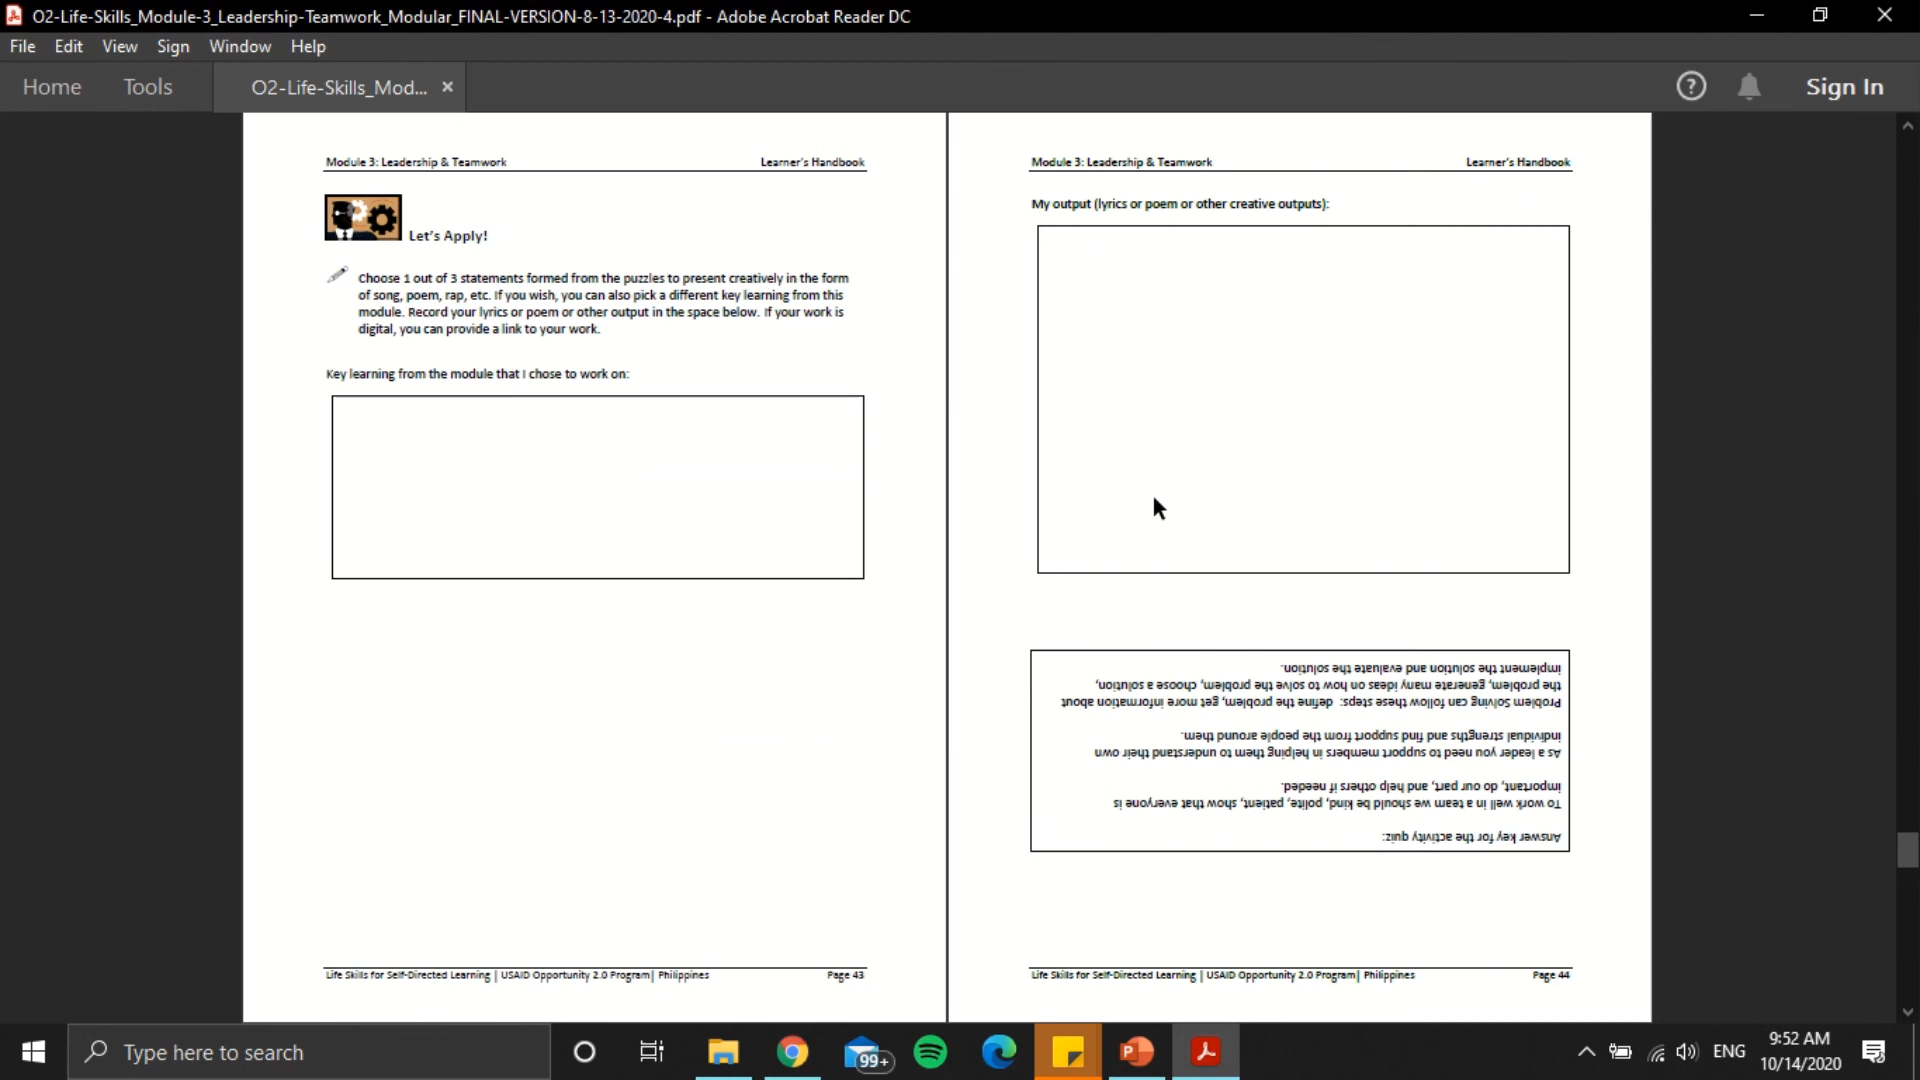 O2-Life-Skills_Module-3_Leadership-Teamwork_Modular_FINAL-VERSION-8-13-2020-4.pdf - Adobe Acrobat Reader DC
File Edit View Sign Window Help
Home Tools O2-Life-Skills_Mod... × ? Sign In
Module 3: Leadership & Teamwork Learner's Handbook
Let's Apply!
Choose 1 out of 3 statements formed from the puzzles to present creatively in the form
of song, poem, rap, etc. If you wish, you can also pick a different key learning from this
module. Record your lyrics or poem or other output in the space below. If your work is
digital, you can provide a link to your work.
Key learning from the module that I chose to work on:
Life Skills for Self-Directed Learning | USAID Opportunity 2.0 Program| Philippines Page 43
Module 3: Leadership & Teamwork Learner's Handbook
My output (lyrics or poem or other creative outputs):
Answer key for the activity quiz:
To work well in a team we should be kind, polite, patient, show that everyone is
important, do our part, and help others if needed.
As a leader you need to support members in helping them to understand their own
individual strengths and find support from the people around them.
Problem Solving can follow these steps: define the problem, get more information about
the problem, generate many ideas on how to solve the problem, choose a solution,
implement the solution and evaluate the solution.
Life Skills for Self-Directed Learning | USAID Opportunity 2.0 Program| Philippines Page 44
Type here to search
99+
P
ENG
9:52 AM
10/14/2020